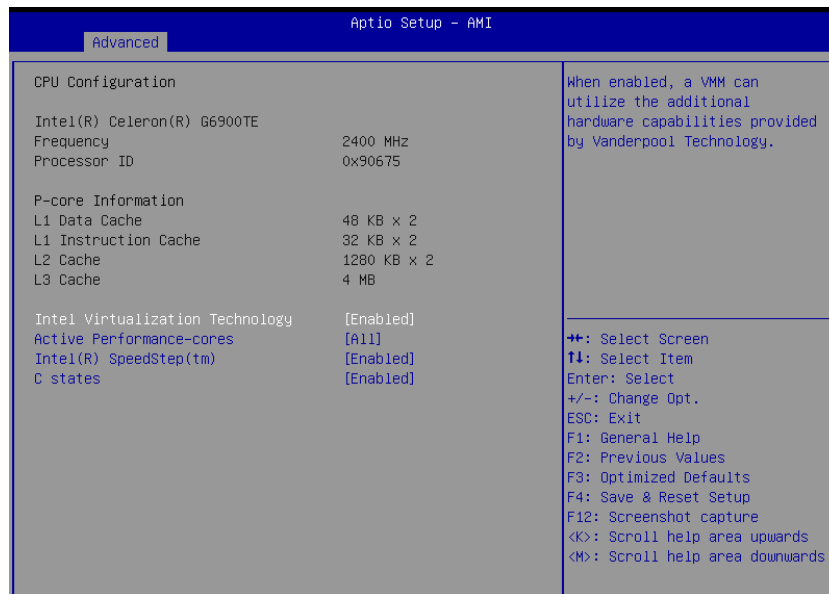 Aptio Setup – AMI
Advanced
CPU Configuration
Intel(R) Celeron(R) G6900TE
Frequency 2400 MHz
Processor ID 0x90675
P-core Information
L1 Data Cache 48 KB x 2
L1 Instruction Cache 32 KB x 2
L2 Cache 1280 KB x 2
L3 Cache 4 MB
Intel Virtualization Technology [Enabled]
Active Performance-cores [All]
Intel(R) SpeedStep(tm) [Enabled]
C states [Enabled]
When enabled, a VMM can
utilize the additional
hardware capabilities provided
by Vanderpool Technology.
→←: Select Screen
↑↓: Select Item
Enter: Select
+/-: Change Opt.
ESC: Exit
F1: General Help
F2: Previous Values
F3: Optimized Defaults
F4: Save & Reset Setup
F12: Screenshot capture
<K>: Scroll help area upwards
<M>: Scroll help area downwards